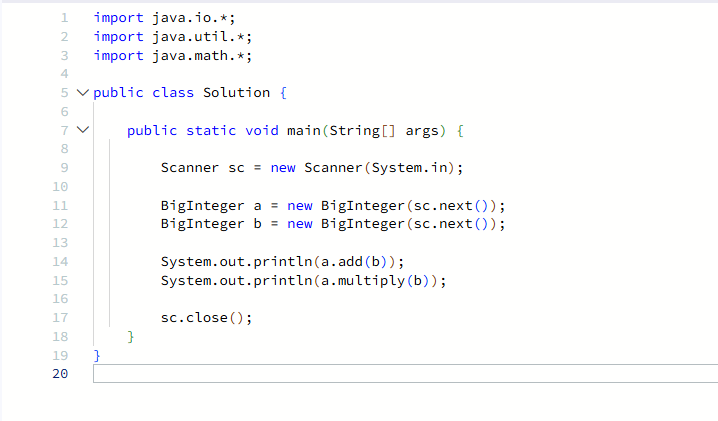 1 import java.io.*;
2 import java.util.*;
3 import java.math.*;
4
5 public class Solution {
6
7     public static void main(String[] args) {
8
9         Scanner sc = new Scanner(System.in);
10
11         BigInteger a = new BigInteger(sc.next());
12         BigInteger b = new BigInteger(sc.next());
13
14         System.out.println(a.add(b));
15         System.out.println(a.multiply(b));
16
17         sc.close();
18     }
19 }
20